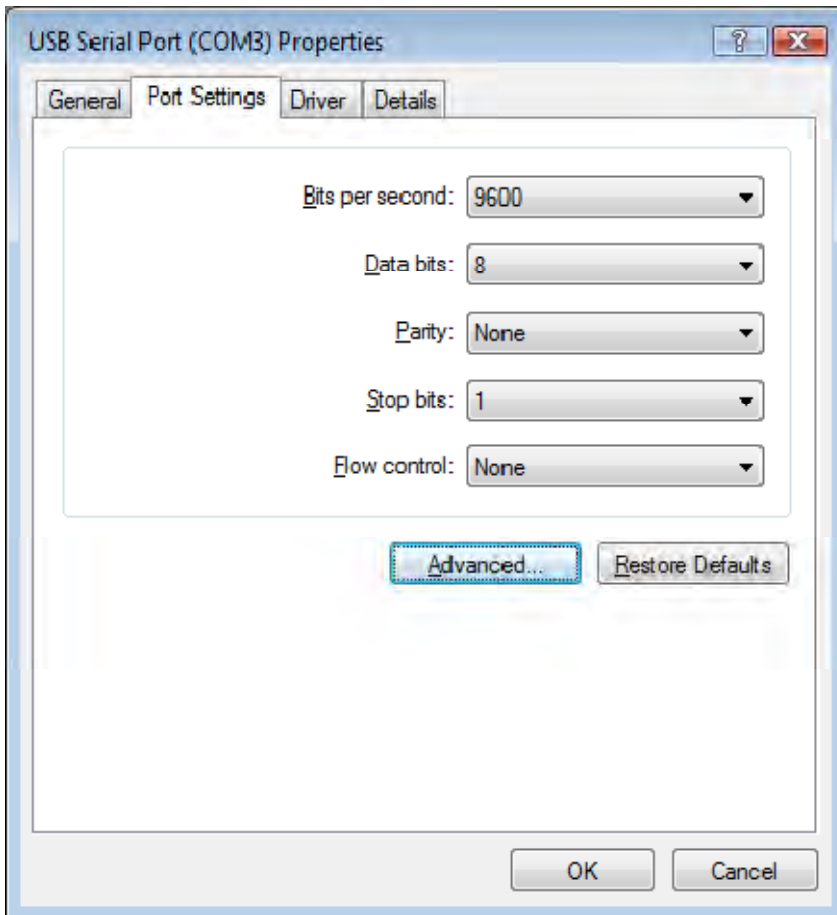 USB Serial Port (COM3) Properties
?
X
General Port Settings Driver Details
Bits per second: 9600
Data bits: 8
Parity: None
Stop bits: 1
Flow control: None
Advanced... Restore Defaults
OK Cancel